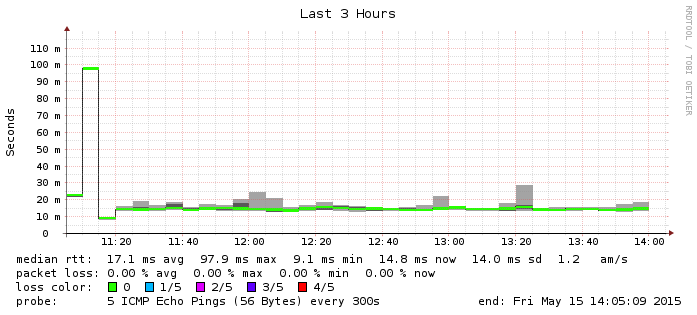 Last 3 Hours
RRDTOOL / TOBI OETIKER
Seconds
110 m
100 m
90 m
80 m
70 m
60 m
50 m
40 m
30 m
20 m
10 m
0
11:20 11:40 12:00 12:20 12:40 13:00 13:20 13:40 14:00
median rtt: 17.1 ms avg 97.9 ms max 9.1 ms min 14.8 ms now 14.0 ms sd 1.2 am/s
packet loss: 0.00 % avg 0.00 % max 0.00 % min 0.00 % now
loss color: 0 1/5 2/5 3/5 4/5
probe: 5 ICMP Echo Pings (56 Bytes) every 300s end: Fri May 15 14:05:09 2015